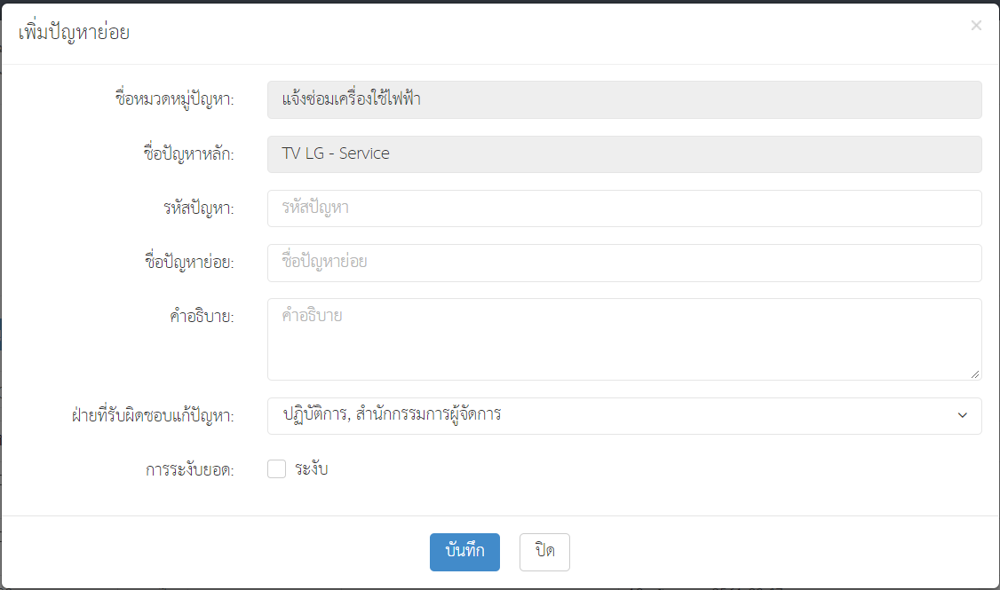 เพิ่มปัญหาย่อย
×
ชื่อหมวดหมู่ปัญหา: แจ้งซ่อมเครื่องใช้ไฟฟ้า
ชื่อปัญหาหลัก: TV LG - Service
รหัสปัญหา: รหัสปัญหา
ชื่อปัญหาย่อย: ชื่อปัญหาย่อย
คำอธิบาย: คำอธิบาย
ฝ่ายที่รับผิดชอบแก้ปัญหา: ปฏิบัติการ, สำนักกรรมการผู้จัดการ
การระงับยอด: ระงับ
บันทึก ปิด